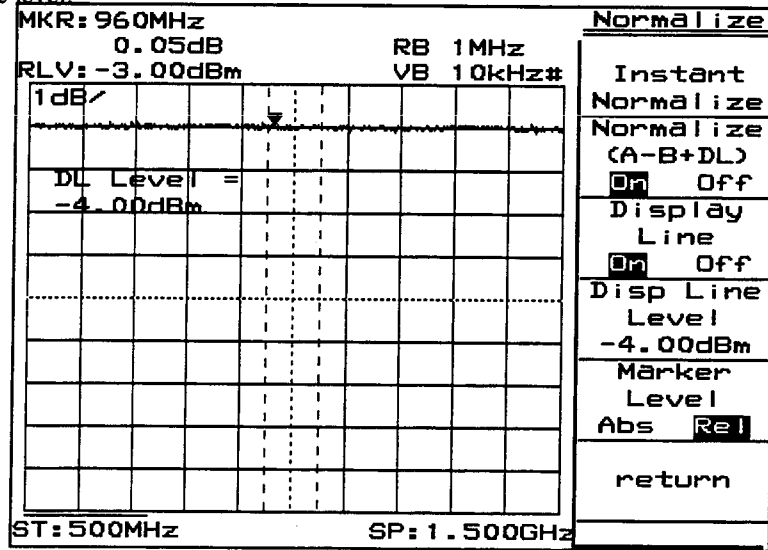 MKR:960MHz
0.05dB
RLV:-3.00dBm
RB 1MHz
VB 10kHz#
1dB/
DL Level =
-4.00dBm
ST:500MHz
SP:1.500GHz
Normalize
Instant
Normalize
Normalize
(A-B+DL)
On Off
Display
Line
On Off
Disp Line
Level
-4.00dBm
Marker
Level
Abs Rel
return